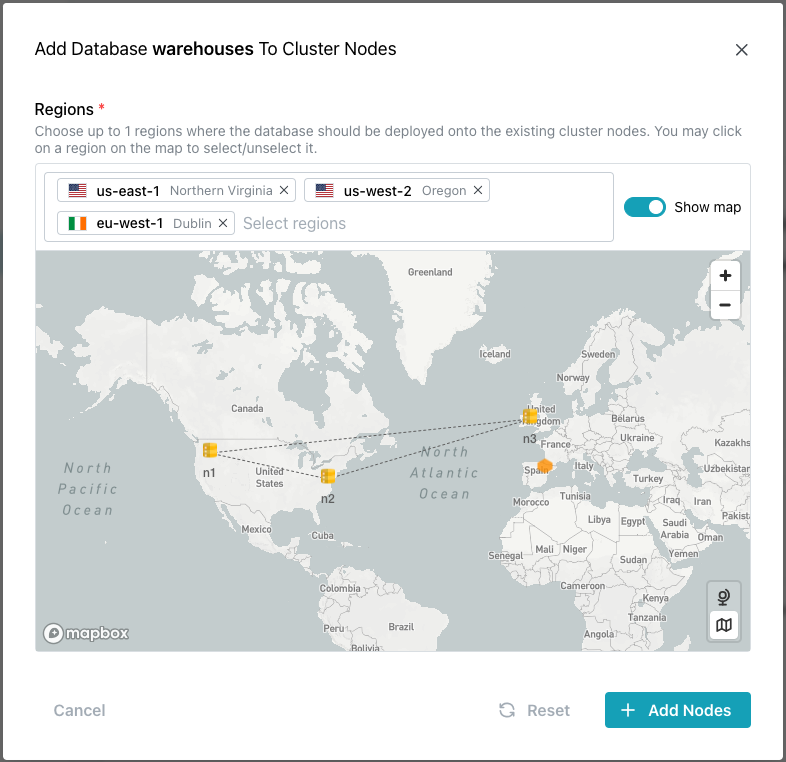 Add Database warehouses To Cluster Nodes
Regions *
Choose up to 1 regions where the database should be deployed onto the existing cluster nodes. You may click
on a region on the map to select/unselect it.
us-east-1 Northern Virginia
us-west-2 Oregon
eu-west-1 Dublin
Select regions
Show map
Greenland
Iceland
Sweden
Norway
Canada
United
Kingdom
Belarus
n3
Ukraine
France
Kazakhs
North
Pacific
Ocean
n1
United
States
n2
North
Atlantic
Ocean
Spain
Italy
Uzbekistan
Turkey
Morocco
Tunisia
Iraq
Iran
Mexico
Cuba
Libya
Egypt
Saudi
Arabia
Pakist
Oman
Senegal
Mali
Niger
Sudan
Yemen
Colombia
Cameroon
Kenya
Peru
Brazil
Tanzania
Angola
Bolivia
mapbox
Cancel
Reset
+ Add Nodes